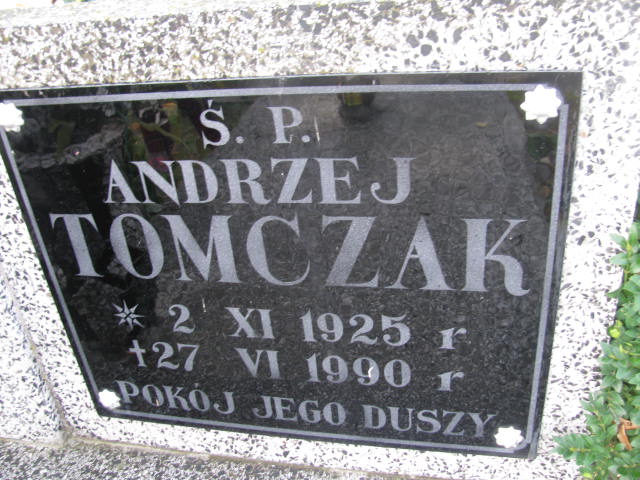 Ś. P.
ANDRZEJ
TOMCZAK
* 2 XI 1925 r
† 27 VI 1990 r
POKÓJ JEGO DUSZY